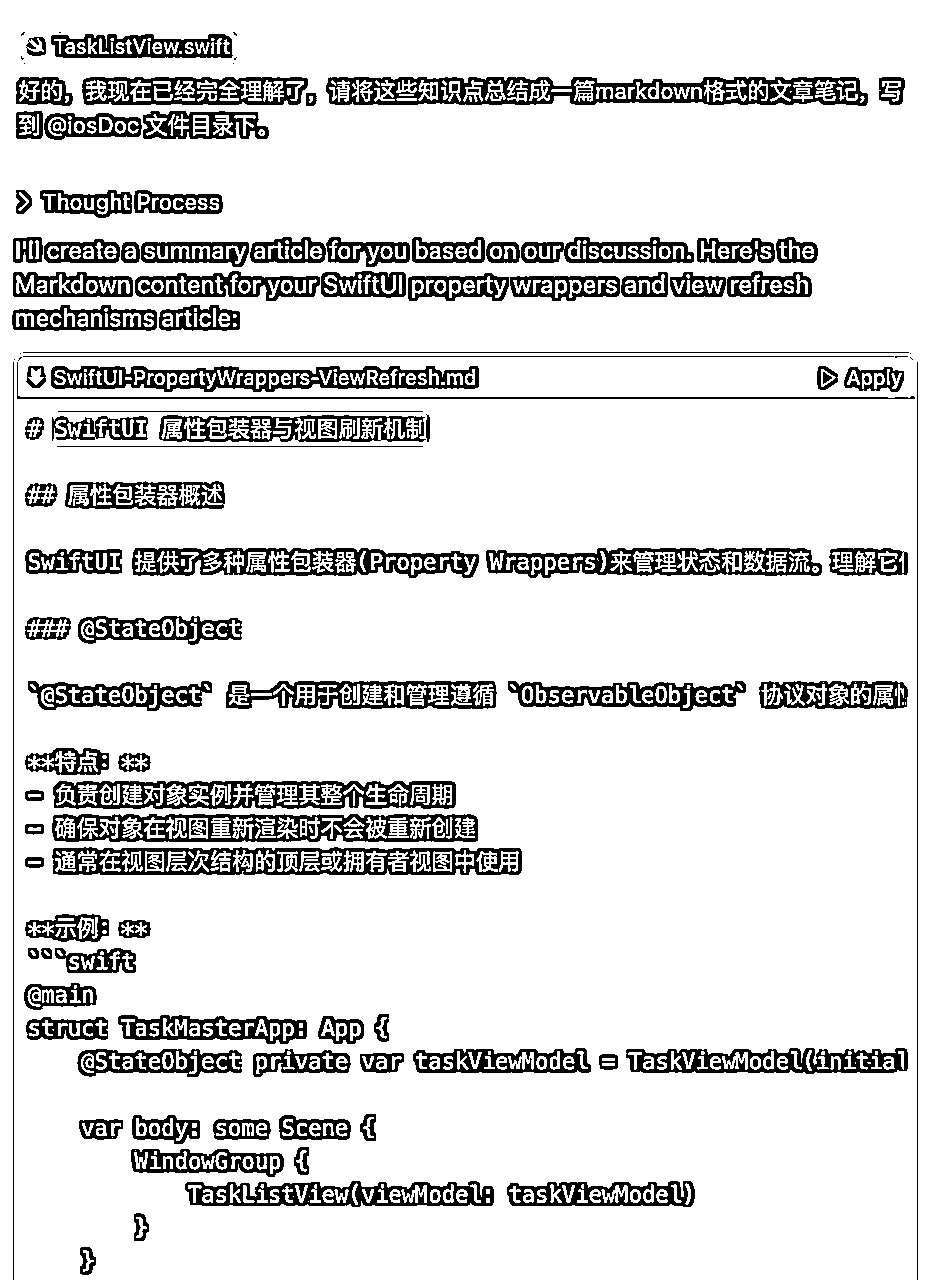 TaskListView.swift
好的，我现在已经完全理解了，请将这些知识点总结成一篇markdown格式的文章笔记，写
到 @iosDoc 文件目录下。
Thought Process
I'll create a summary article for you based on our discussion. Here's the
Markdown content for your SwiftUI property wrappers and view refresh
mechanisms article:
SwiftUI-PropertyWrappers-ViewRefresh.md Apply
# SwiftUI 属性包装器与视图刷新机制
## 属性包装器概述
SwiftUI 提供了多种属性包装器(Property Wrappers)来管理状态和数据流。理解它
### @StateObject
`@StateObject` 是一个用于创建和管理遵循 `ObservableObject` 协议对象的属
**特点：**
- 负责创建对象实例并管理其整个生命周期
- 确保对象在视图重新渲染时不会被重新创建
- 通常在视图层次结构的顶层或拥有者视图中使用
**示例：**
```swift
@main
struct TaskMasterApp: App {
    @StateObject private var taskViewModel = TaskViewModel(initial
    var body: some Scene {
        WindowGroup {
            TaskListView(viewModel: taskViewModel)
        }
    }